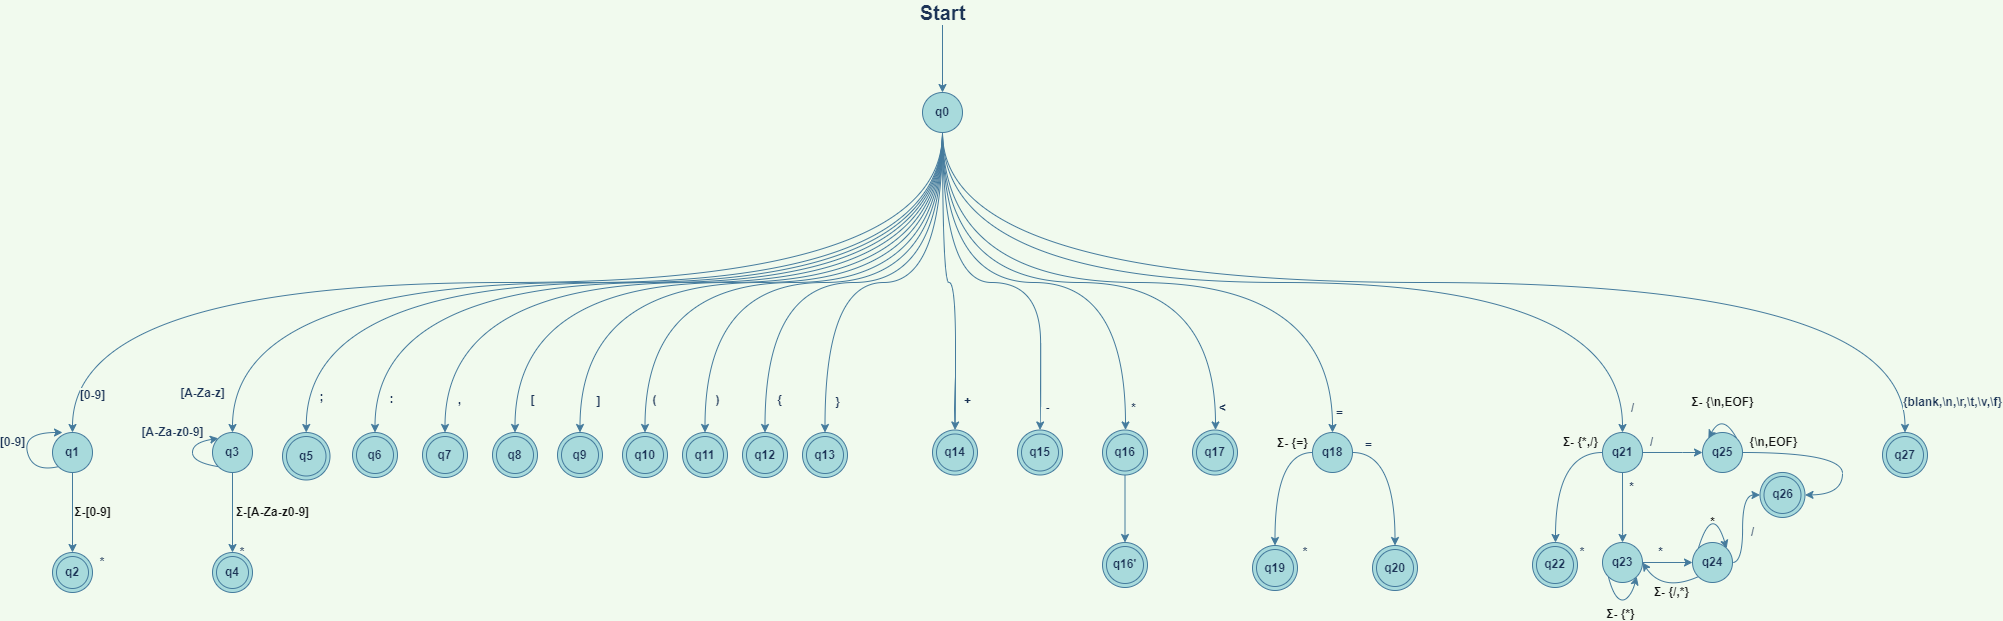 Start
q0
[0-9]
[A-Za-z]
;
:
,
[
]
(
)
{
}
+
-
*
<
=
/
{blank,\n,\r,\t,\v,\f}
[0-9]
q1
[A-Za-z0-9]
q3
q5
q6
q7
q8
q9
q10
q11
q12
q13
q14
q15
q16
q17
Σ- {=}
q18
=
Σ- {*,/}
q21
/
Σ- {\n,EOF}
q25
{\n,EOF}
q27
*
q26
Σ-[0-9]
Σ-[A-Za-z0-9]
q2
*
q4
*
q16'
q19
*
q20
q22
*
q23
*
*
q24
/
Σ- {/,*}
Σ- {*}